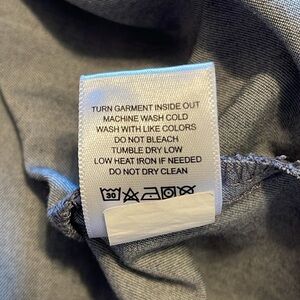 TURN GARMENT INSIDE OUT
MACHINE WASH COLD
WASH WITH LIKE COLORS
DO NOT BLEACH
TUMBLE DRY LOW
LOW HEAT IRON IF NEEDED
DO NOT DRY CLEAN
30